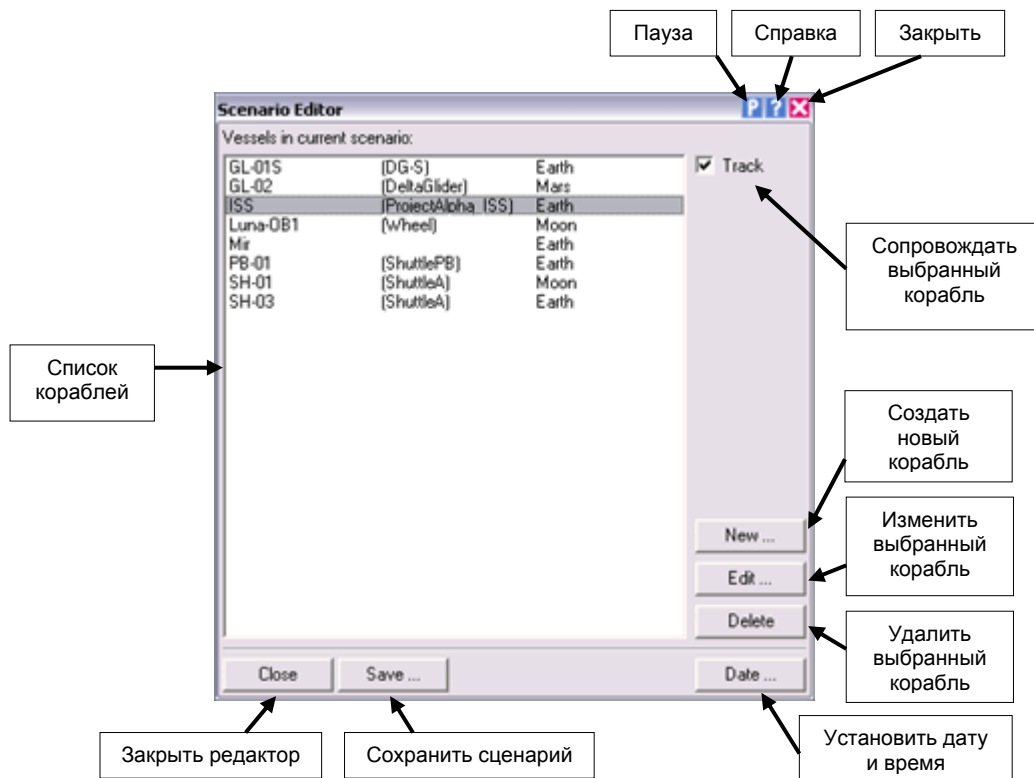 Пауза
Справка
Закрыть
Scenario Editor
P ?
Vessels in current scenario:
GL-01S (DG-S) Earth
GL-02 (DeltaGlider) Mars
ISS (ProjectAlpha_ISS) Earth
Luna-OB1 (Wheel) Moon
Mir Earth
PB-01 (ShuttlePB) Earth
SH-01 (ShuttleA) Moon
SH-03 (ShuttleA) Earth
Track
Сопровождать
выбранный
корабль
Список
кораблей
Создать
новый
корабль
New ...
Изменить
выбранный
корабль
Edit ...
Delete
Удалить
выбранный
корабль
Close
Save ...
Date ...
Закрыть редактор
Сохранить сценарий
Установить дату
и время